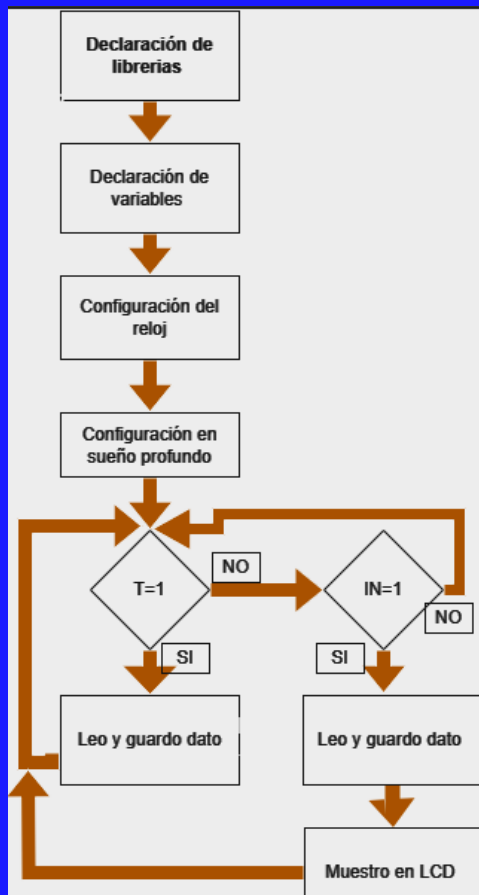 Declaración de
librerias
Declaración de
variables
Configuración del
reloj
Configuración en
sueño profundo
T=1
NO
IN=1
NO
SI
SI
Leo y guardo dato
Leo y guardo dato
Muestro en LCD